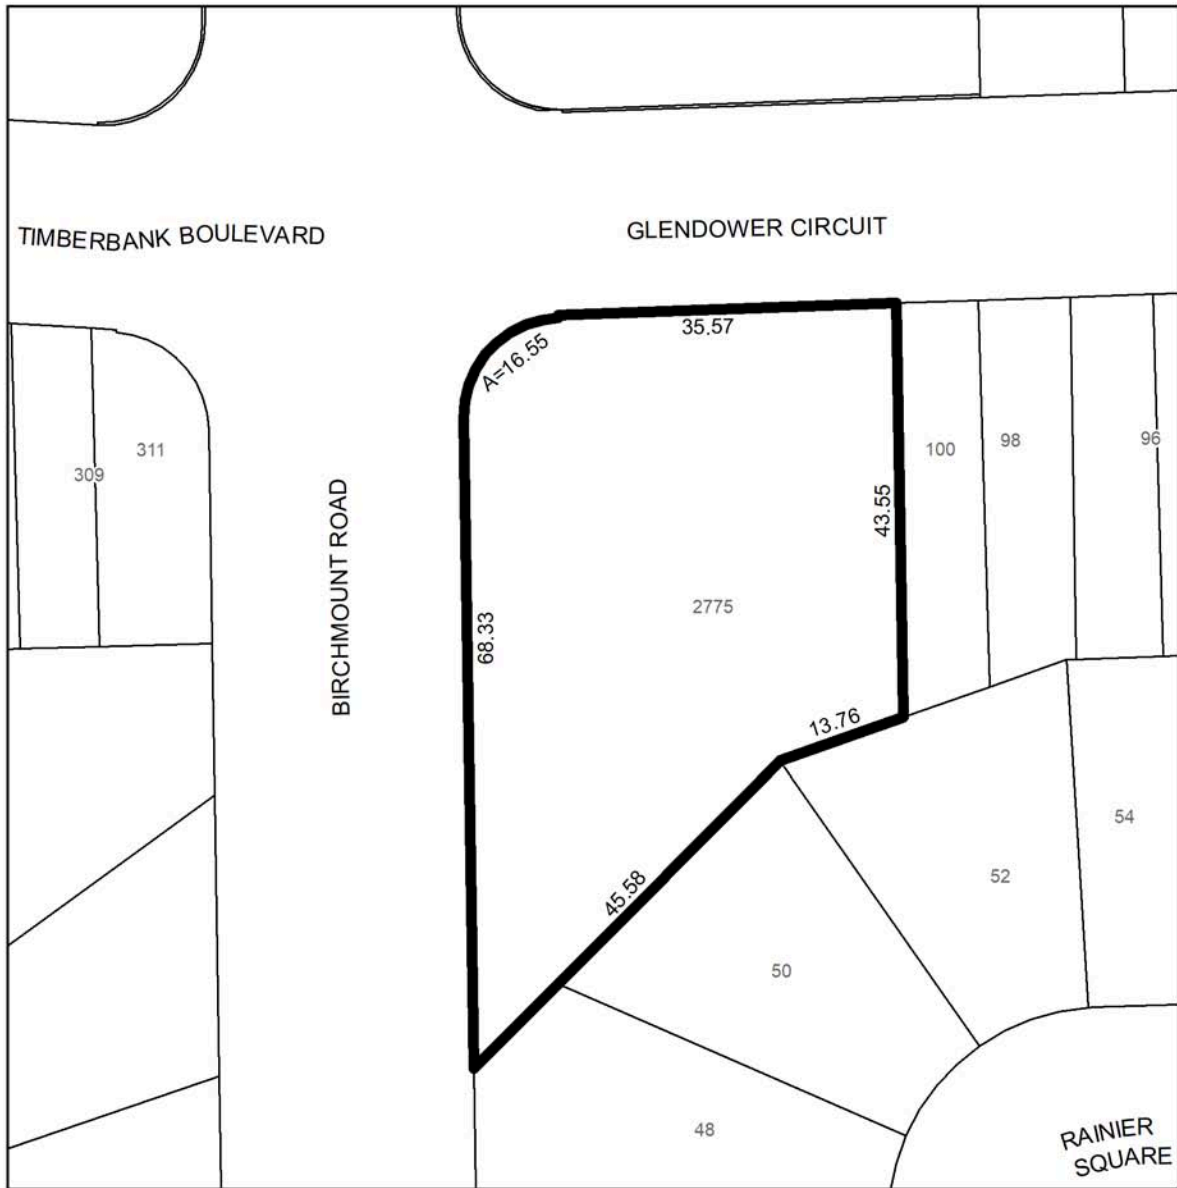 TIMBERBANK BOULEVARD
GLENDOWER CIRCUIT
35.57
A=16.55
311
309
100
98
96
43.55
BIRCHMOUNT ROAD
68.33
2775
13.76
54
52
45.58
50
48
RAINIER
SQUARE